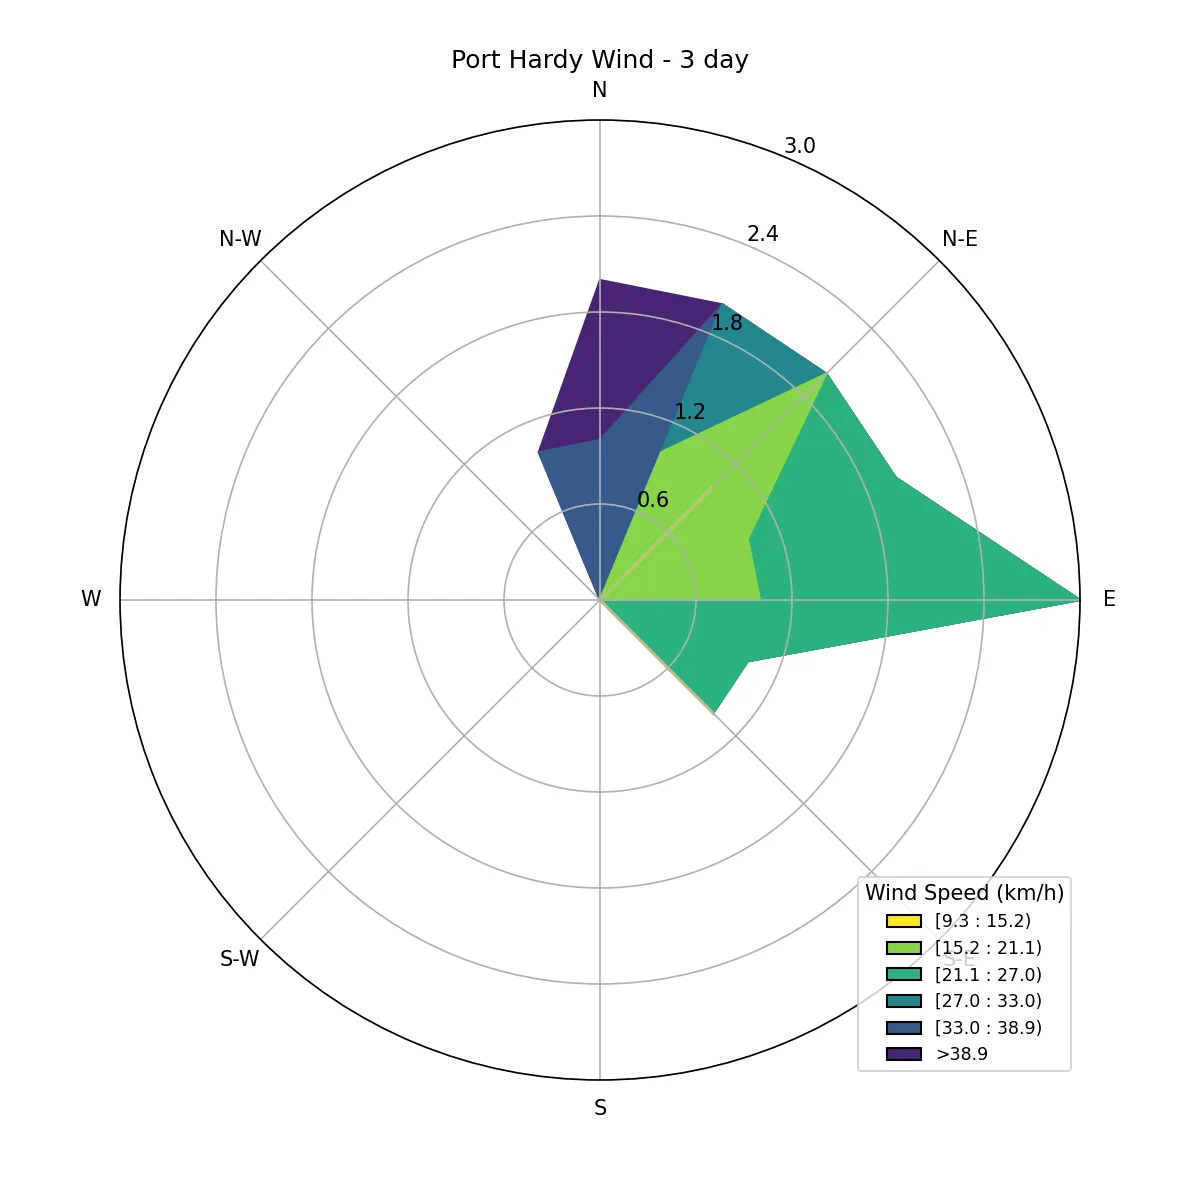 Port Hardy Wind - 3 day
N
3.0
2.4
N-W
N-E
1.8
1.2
0.6
W
E
Wind Speed (km/h)
[9.3 : 15.2)
[15.2 : 21.1)
S-W
S-E
[21.1 : 27.0)
[27.0 : 33.0)
[33.0 : 38.9)
>38.9
S